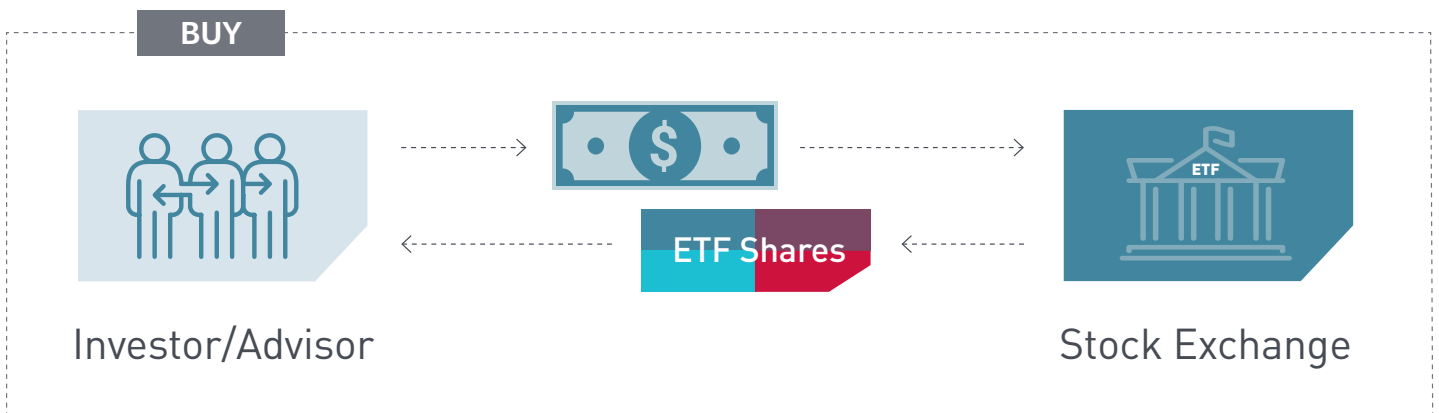 BUY
$
ETF
ETF Shares
Investor/Advisor
Stock Exchange